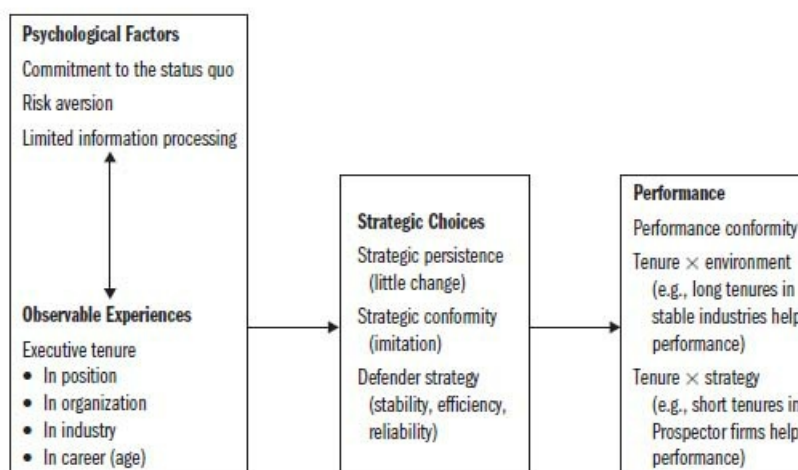 Psychological Factors
Commitment to the status quo
Risk aversion
Limited information processing
Observable Experiences
Executive tenure
• In position
• In organization
• In industry
• In career (age)
Strategic Choices
Strategic persistence
(little change)
Strategic conformity
(imitation)
Defender strategy
(stability, efficiency,
reliability)
Performance
Performance conformity
Tenure × environment
(e.g., long tenures in
stable industries help
performance)
Tenure × strategy
(e.g., short tenures in
Prospector firms help
performance)